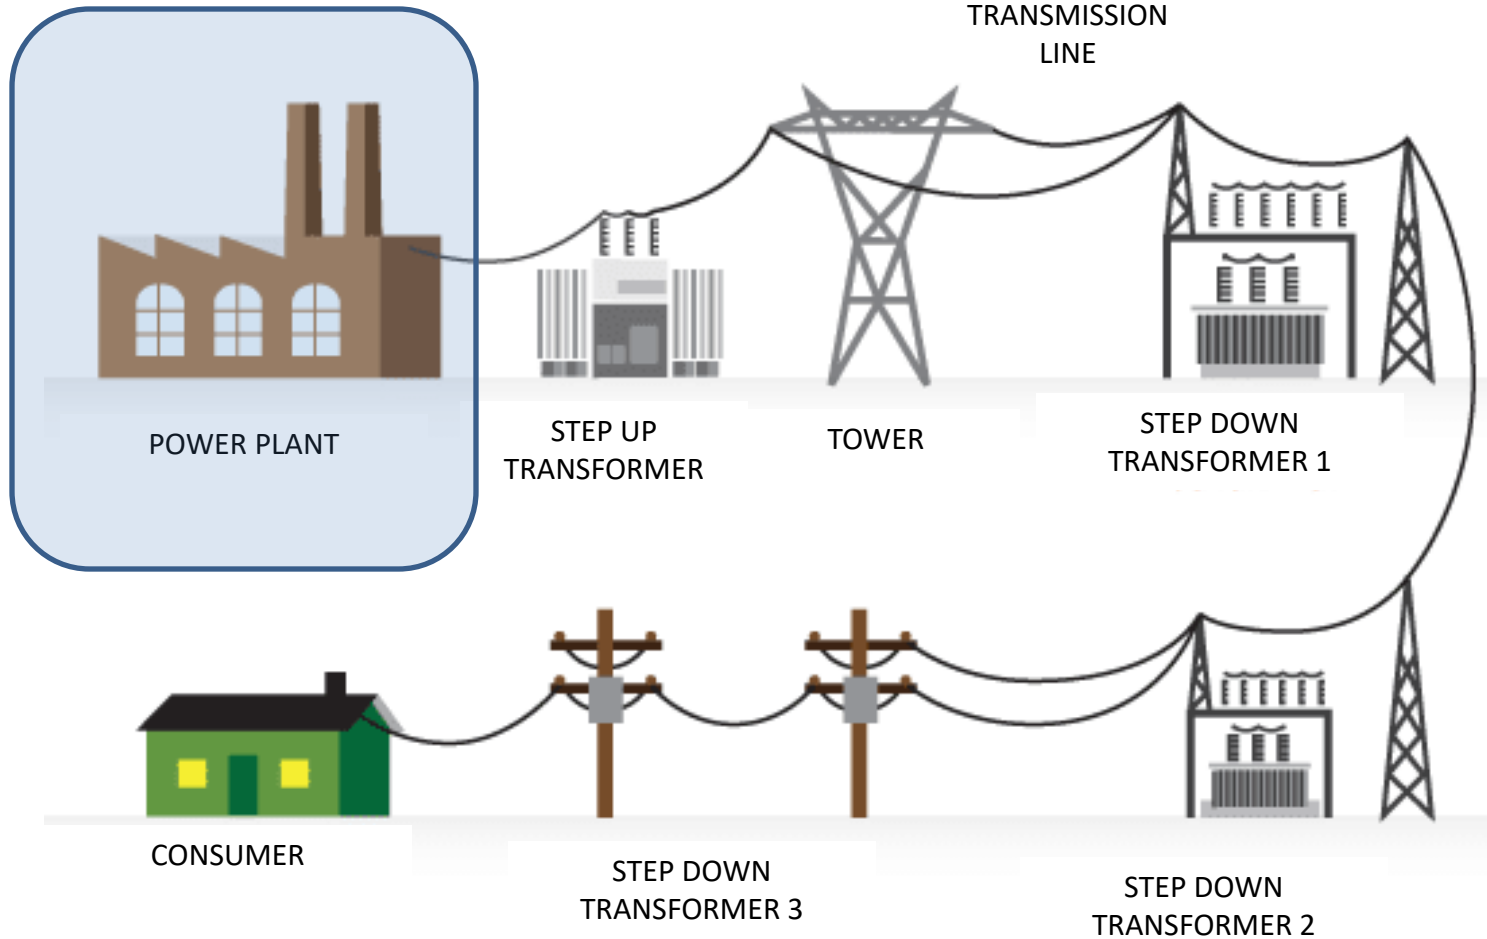 TRANSMISSION
LINE
POWER PLANT
STEP UP
TRANSFORMER
TOWER
STEP DOWN
TRANSFORMER 1
CONSUMER
STEP DOWN
TRANSFORMER 3
STEP DOWN
TRANSFORMER 2